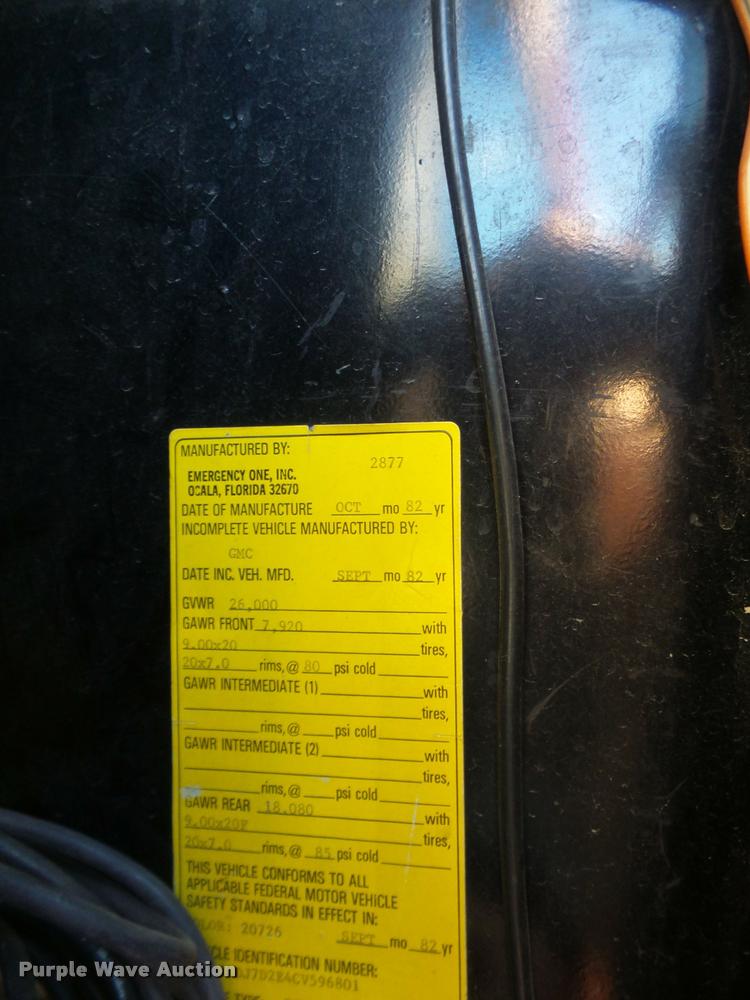 MANUFACTURED BY:
2877
EMERGENCY ONE, INC.
OCALA, FLORIDA 32670
DATE OF MANUFACTURE OCT mo 82 yr
INCOMPLETE VEHICLE MANUFACTURED BY:
GMC
DATE INC. VEH. MFD. SEPT mo 82 yr
GVWR 26,000
GAWR FRONT 7,920 with
9.00x20 tires,
20x7.0 rims, @ 80 psi cold
GAWR INTERMEDIATE (1) with
tires,
rims, @ psi cold
GAWR INTERMEDIATE (2) with
tires,
rims, @ psi cold
GAWR REAR 18.080 with
9.00x20F tires,
20x7.0 rims, @ 85 psi cold
THIS VEHICLE CONFORMS TO ALL
APPLICABLE FEDERAL MOTOR VEHICLE
SAFETY STANDARDS IN EFFECT IN:
20726 SEPT mo 82 yr
CLE IDENTIFICATION NUMBER:
J7D2E4CV596801
TYPE:
Purple Wave Auction